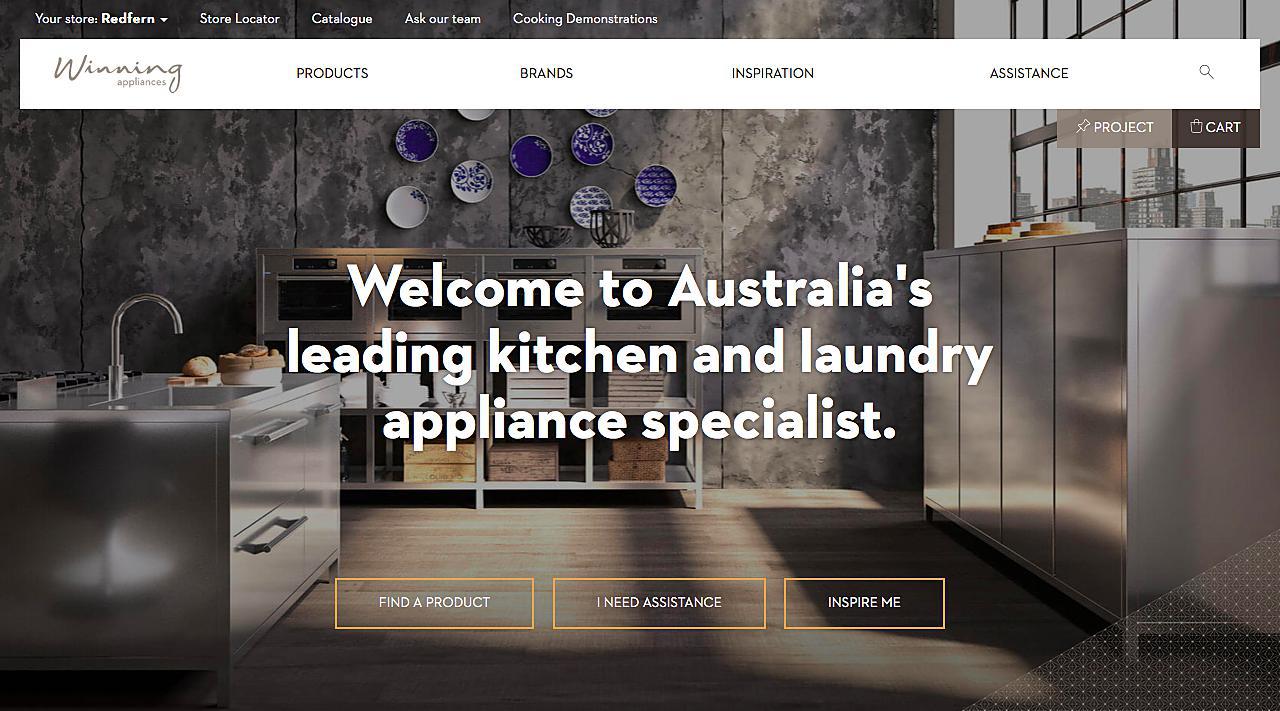 Your store: Redfern
Store Locator
Catalogue
Ask our team
Cooking Demonstrations
Winning
appliances
PRODUCTS
BRANDS
INSPIRATION
ASSISTANCE
PROJECT
CART
Welcome to Australia's
leading kitchen and laundry
appliance specialist.
FIND A PRODUCT
I NEED ASSISTANCE
INSPIRE ME